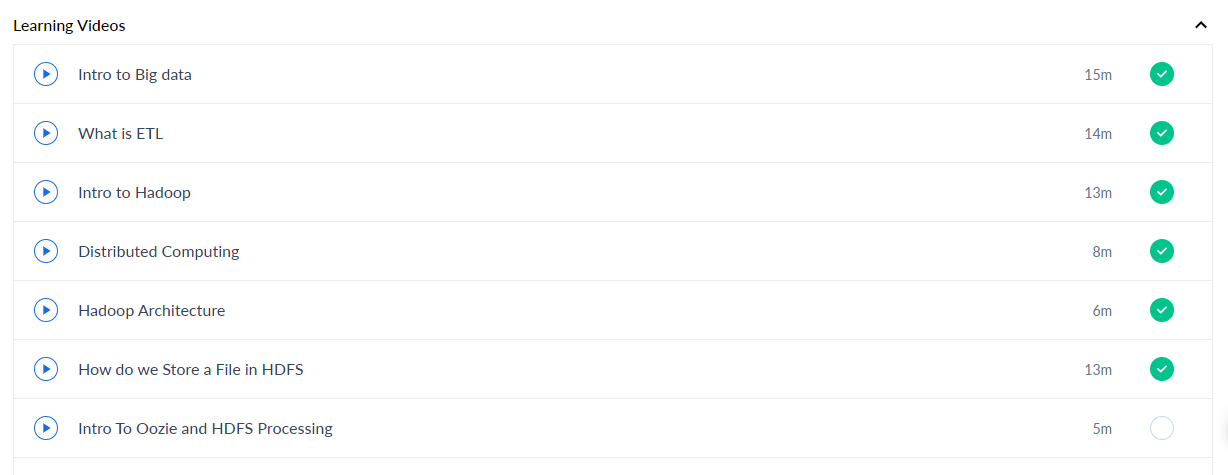 Learning Videos
Intro to Big data 15m
What is ETL 14m
Intro to Hadoop 13m
Distributed Computing 8m
Hadoop Architecture 6m
How do we Store a File in HDFS 13m
Intro To Oozie and HDFS Processing 5m